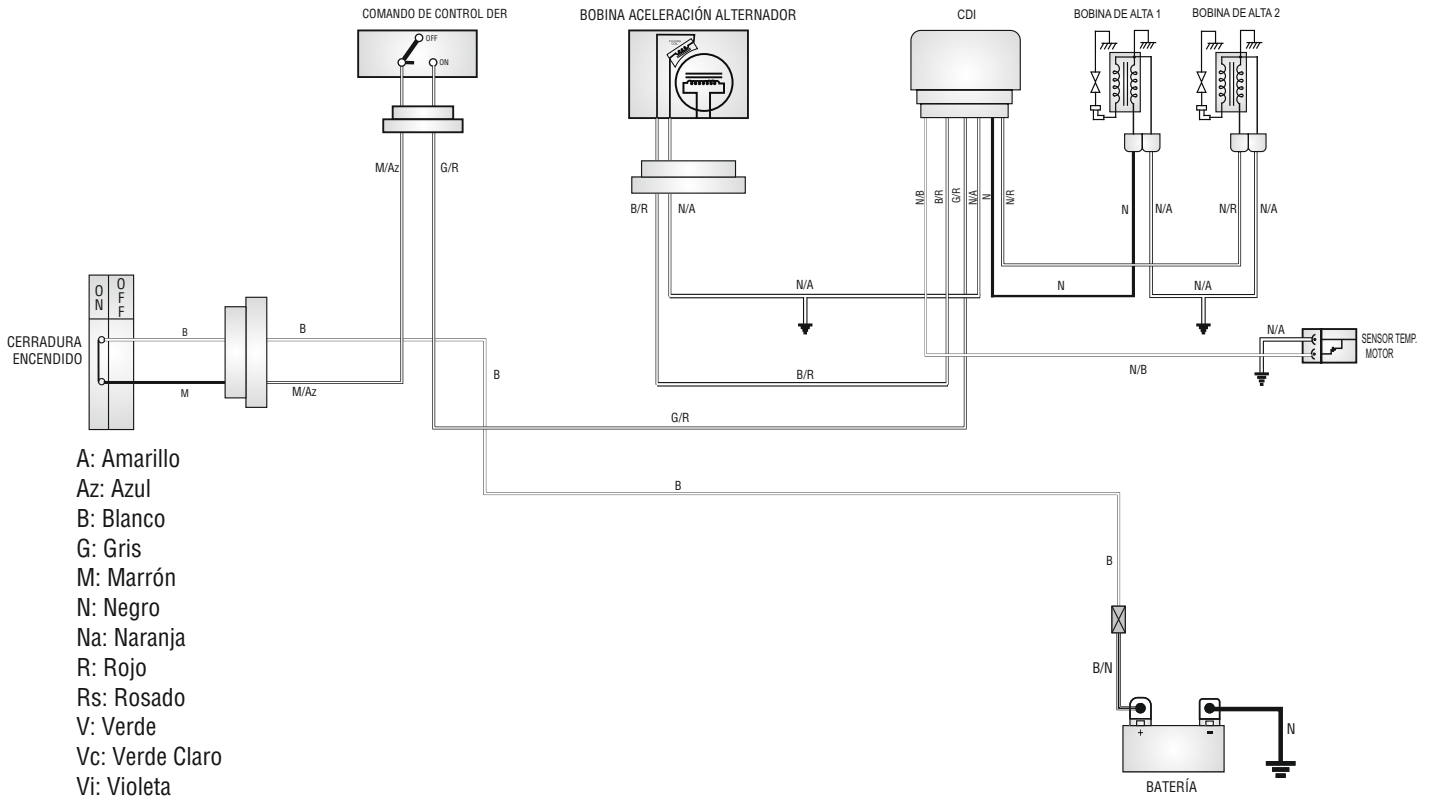 COMANDO DE CONTROL DER
BOBINA ACELERACIÓN ALTERNADOR
CDI
BOBINA DE ALTA 1
BOBINA DE ALTA 2
OFF
ON
M/Az
G/R
B/R
N/A
N/B
B/R
G/R
N/A
N
N/R
N
N/A
N/R
N/A
N/A
N
N/A
ON
OFF
CERRADURA
ENCENDIDO
B
B
M
M/Az
B
N/A
SENSOR TEMP.
MOTOR
B/R
N/B
G/R
B
A: Amarillo
Az: Azul
B: Blanco
G: Gris
M: Marrón
N: Negro
Na: Naranja
R: Rojo
Rs: Rosado
V: Verde
Vc: Verde Claro
Vi: Violeta
B
B/N
+
-
N
BATERÍA